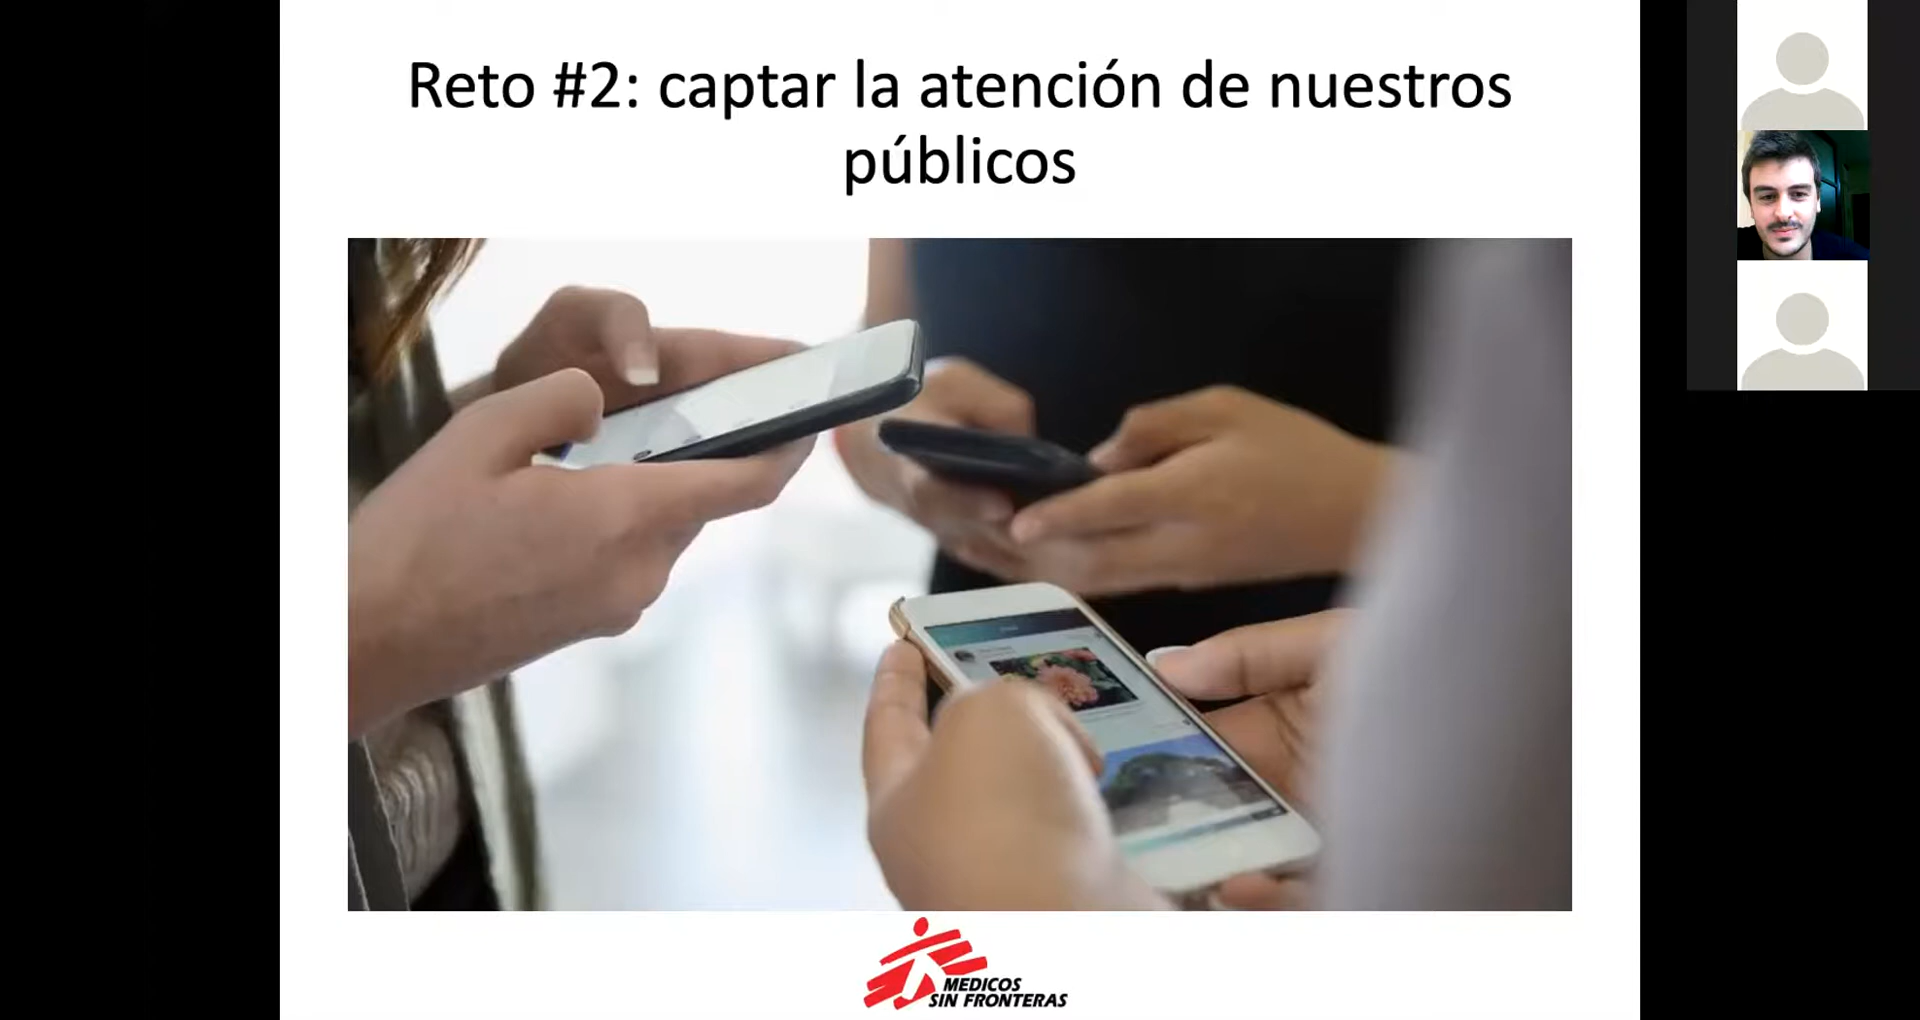 Reto #2: captar la atención de nuestros
públicos
MEDICOS
SIN FRONTERAS